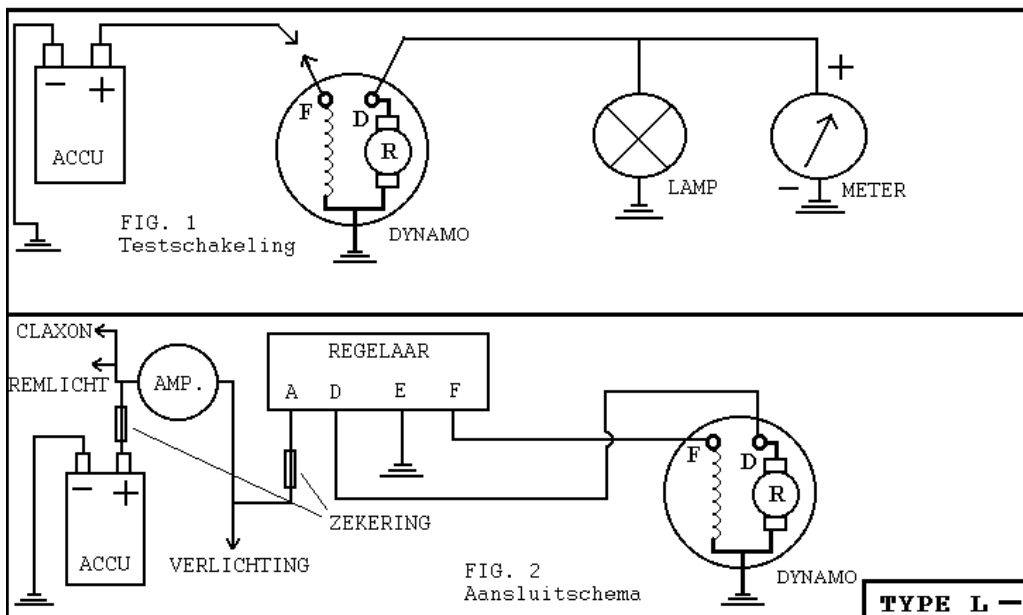 − +
ACCU
F D
R
+
−
LAMP
METER
DYNAMO
FIG. 1
Testschakeling
CLAXON
REMLICHT
AMP.
REGELAAR
A D E F
− +
ACCU
ZEKERING
VERLICHTING
F D
R
DYNAMO
FIG. 2
Aansluitschema
TYPE L −